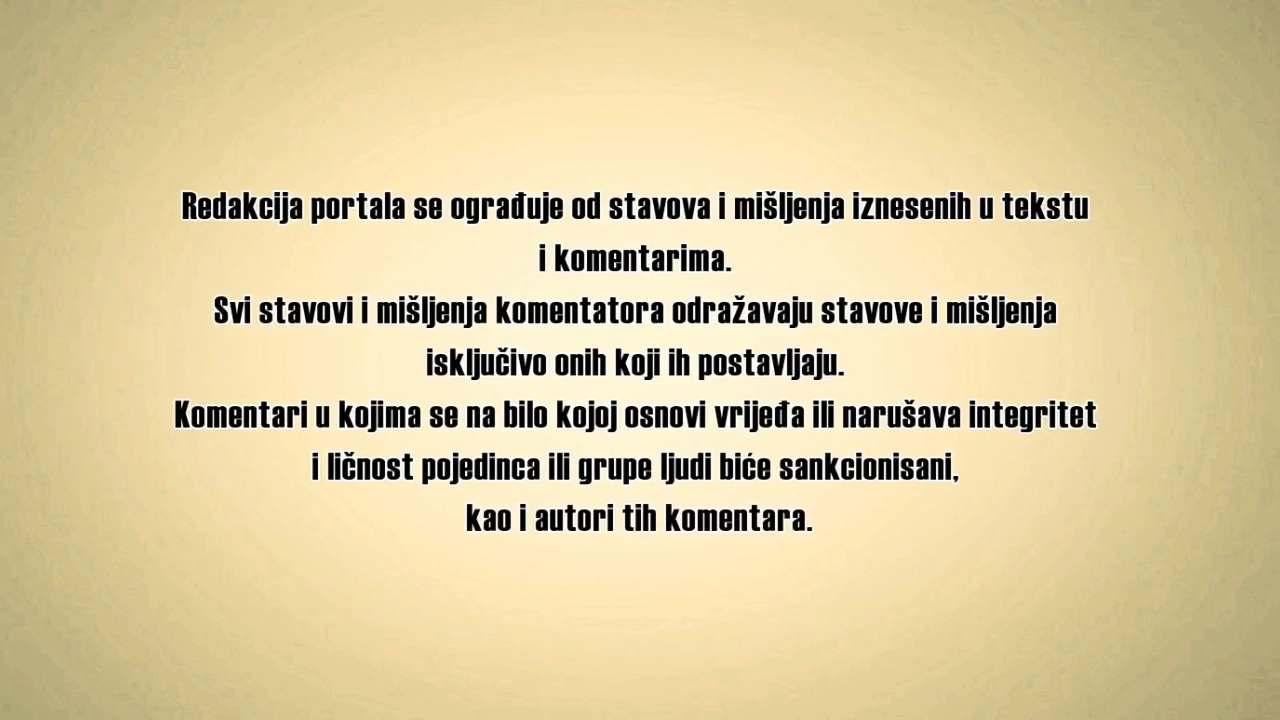 Redakcija portala se ograđuje od stavova i mišljenja iznesenih u tekstu
i komentarima.
Svi stavovi i mišljenja komentatora odražavaju stavove i mišljenja
isključivo onih koji ih postavljaju.
Komentari u kojima se na bilo kojoj osnovi vrijeđa ili narušava integritet
i ličnost pojedinca ili grupe ljudi biće sankcionisani,
kao i autori tih komentara.